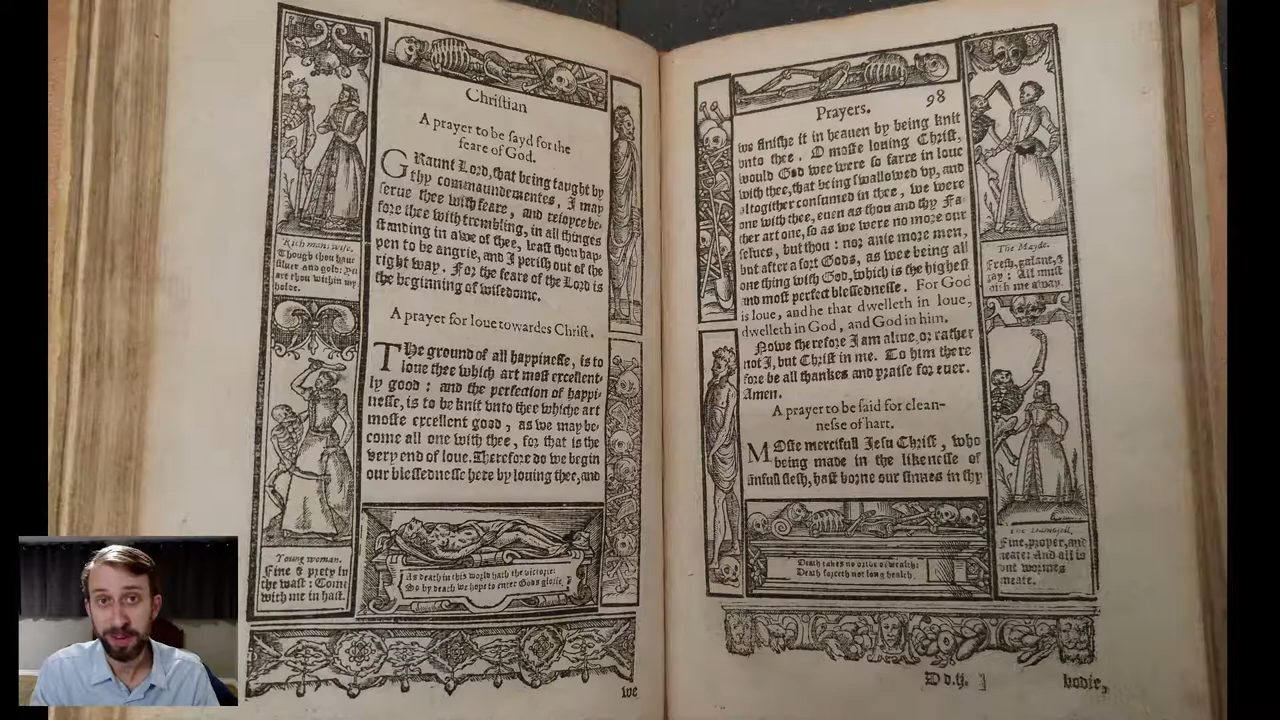 Christian
A prayer to be sayd for the
feare of God.
GRaunt Lord, that being taught by
thy commaundementes, I may
serue thee with feare, and reioyce be-
fore thee with trembling, in all thinges
standing in awe of thee, least thou hap-
pen to be angrie, and I perish out of the
right way. For the feare of the Lord is
the beginning of wisedome.
A prayer for loue towardes Christ.
THe ground of all happinesse, is to
loue thee which art most excellent-
ly good : and the perfection of happi-
nesse, is to be knit vnto thee whiche art
moste excellent good, as we may be-
come all one with thee, for that is the
very end of loue. Therefore do we begin
our blessednesse here by louing thee, and
As death in this world hath the victorie:
So by death we hope to enter Gods glorie.
we
Rich mans wife.
Though thou haue
siluer and gold: yet
art thou within my
holde.
Young woman.
Fine & prety in
the wast : Come
with me in hast.
Prayers. 98
we finishe it in heauen by being knit
vnto thee. O moste louing Christ,
would God wee were so farre in loue
with thee, that being swallowed vp, and
altogither consumed in thee, we were
one with thee, euen as thou and thy Fa-
ther art one, so as we were no more our
selues, but thou : nor anie more men,
but after a sort Gods, as wee being all
one thing with God, which is the highest
and most perfect blessednesse. For God
is loue, and he that dwelleth in loue,
dwelleth in God, and God in him.
Nowe therefore I am aliue, or rather
not I, but Christ in me. To him there
fore be all thankes and praise for euer.
Amen.
A prayer to be said for clean-
nesse of hart.
MOste mercifull Jesu Christ, who
being made in the likenesse of
sinfull flesh, hast borne our sinnes in thy
Death takes no bribe of wealth:
Death forceth not long health.
D d.ij.
bodie,
The Mayde.
Fresh, galant, &
gay : All must
with me away.
The Damosell.
Fine, proper, and
neate: And all is
but wormes
meate.